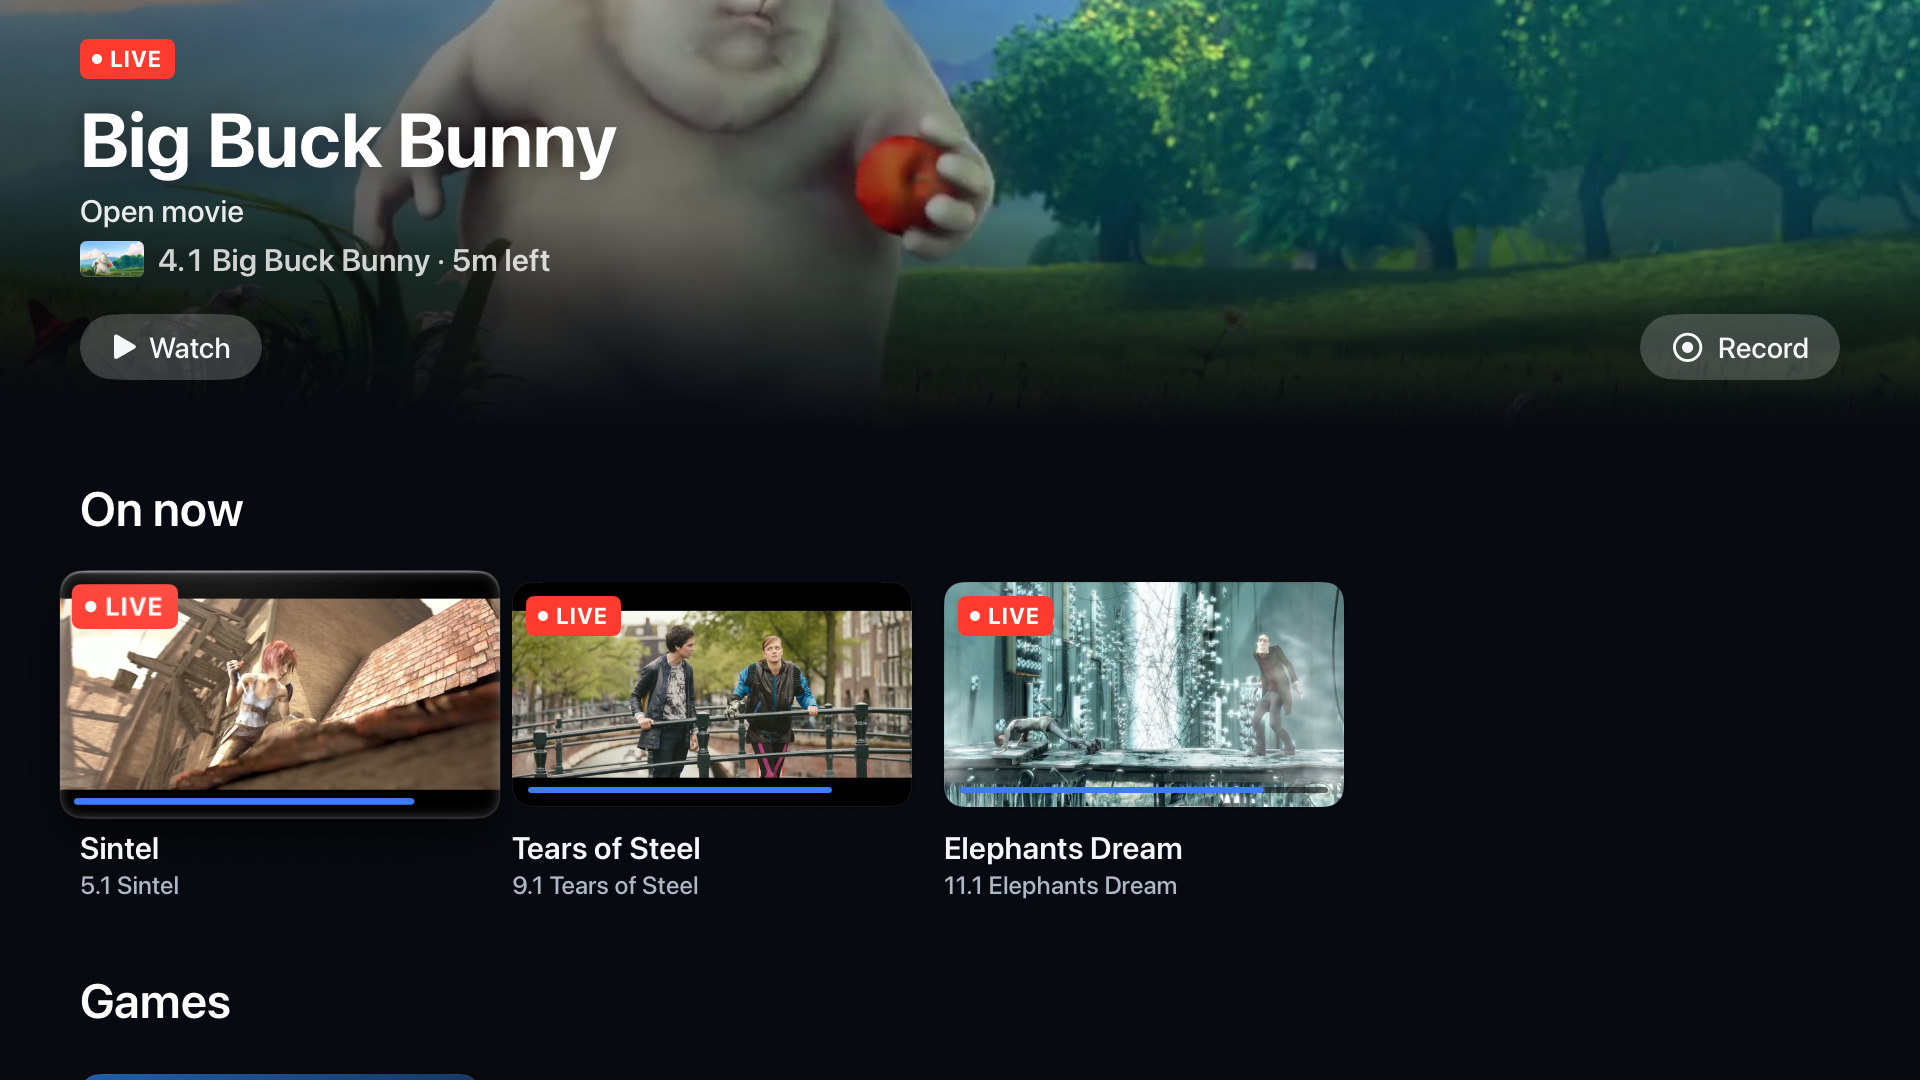 LIVE
Big Buck Bunny
Open movie
4.1 Big Buck Bunny · 5m left
Watch
Record
On now
LIVE
LIVE
LIVE
Sintel
Tears of Steel
Elephants Dream
5.1 Sintel
9.1 Tears of Steel
11.1 Elephants Dream
Games